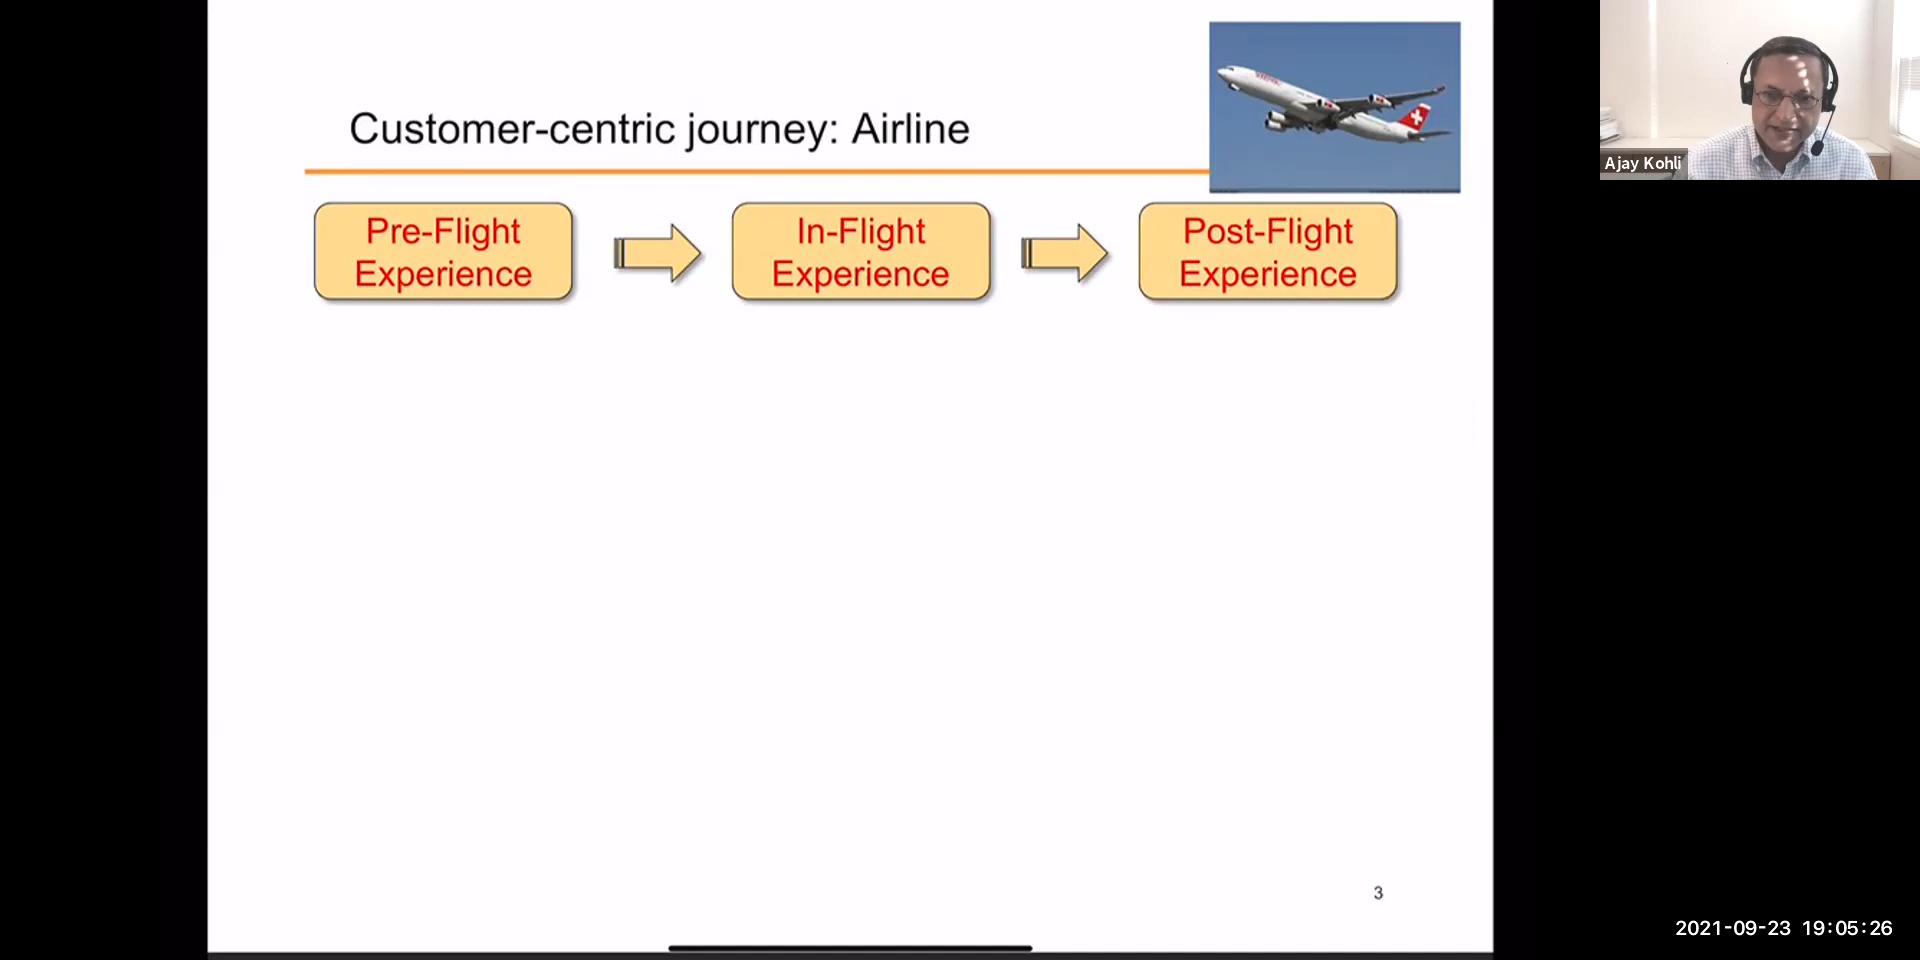 Customer-centric journey: Airline
Pre-Flight
Experience
In-Flight
Experience
Post-Flight
Experience
3
Ajay Kohli
2021-09-23 19:05:26